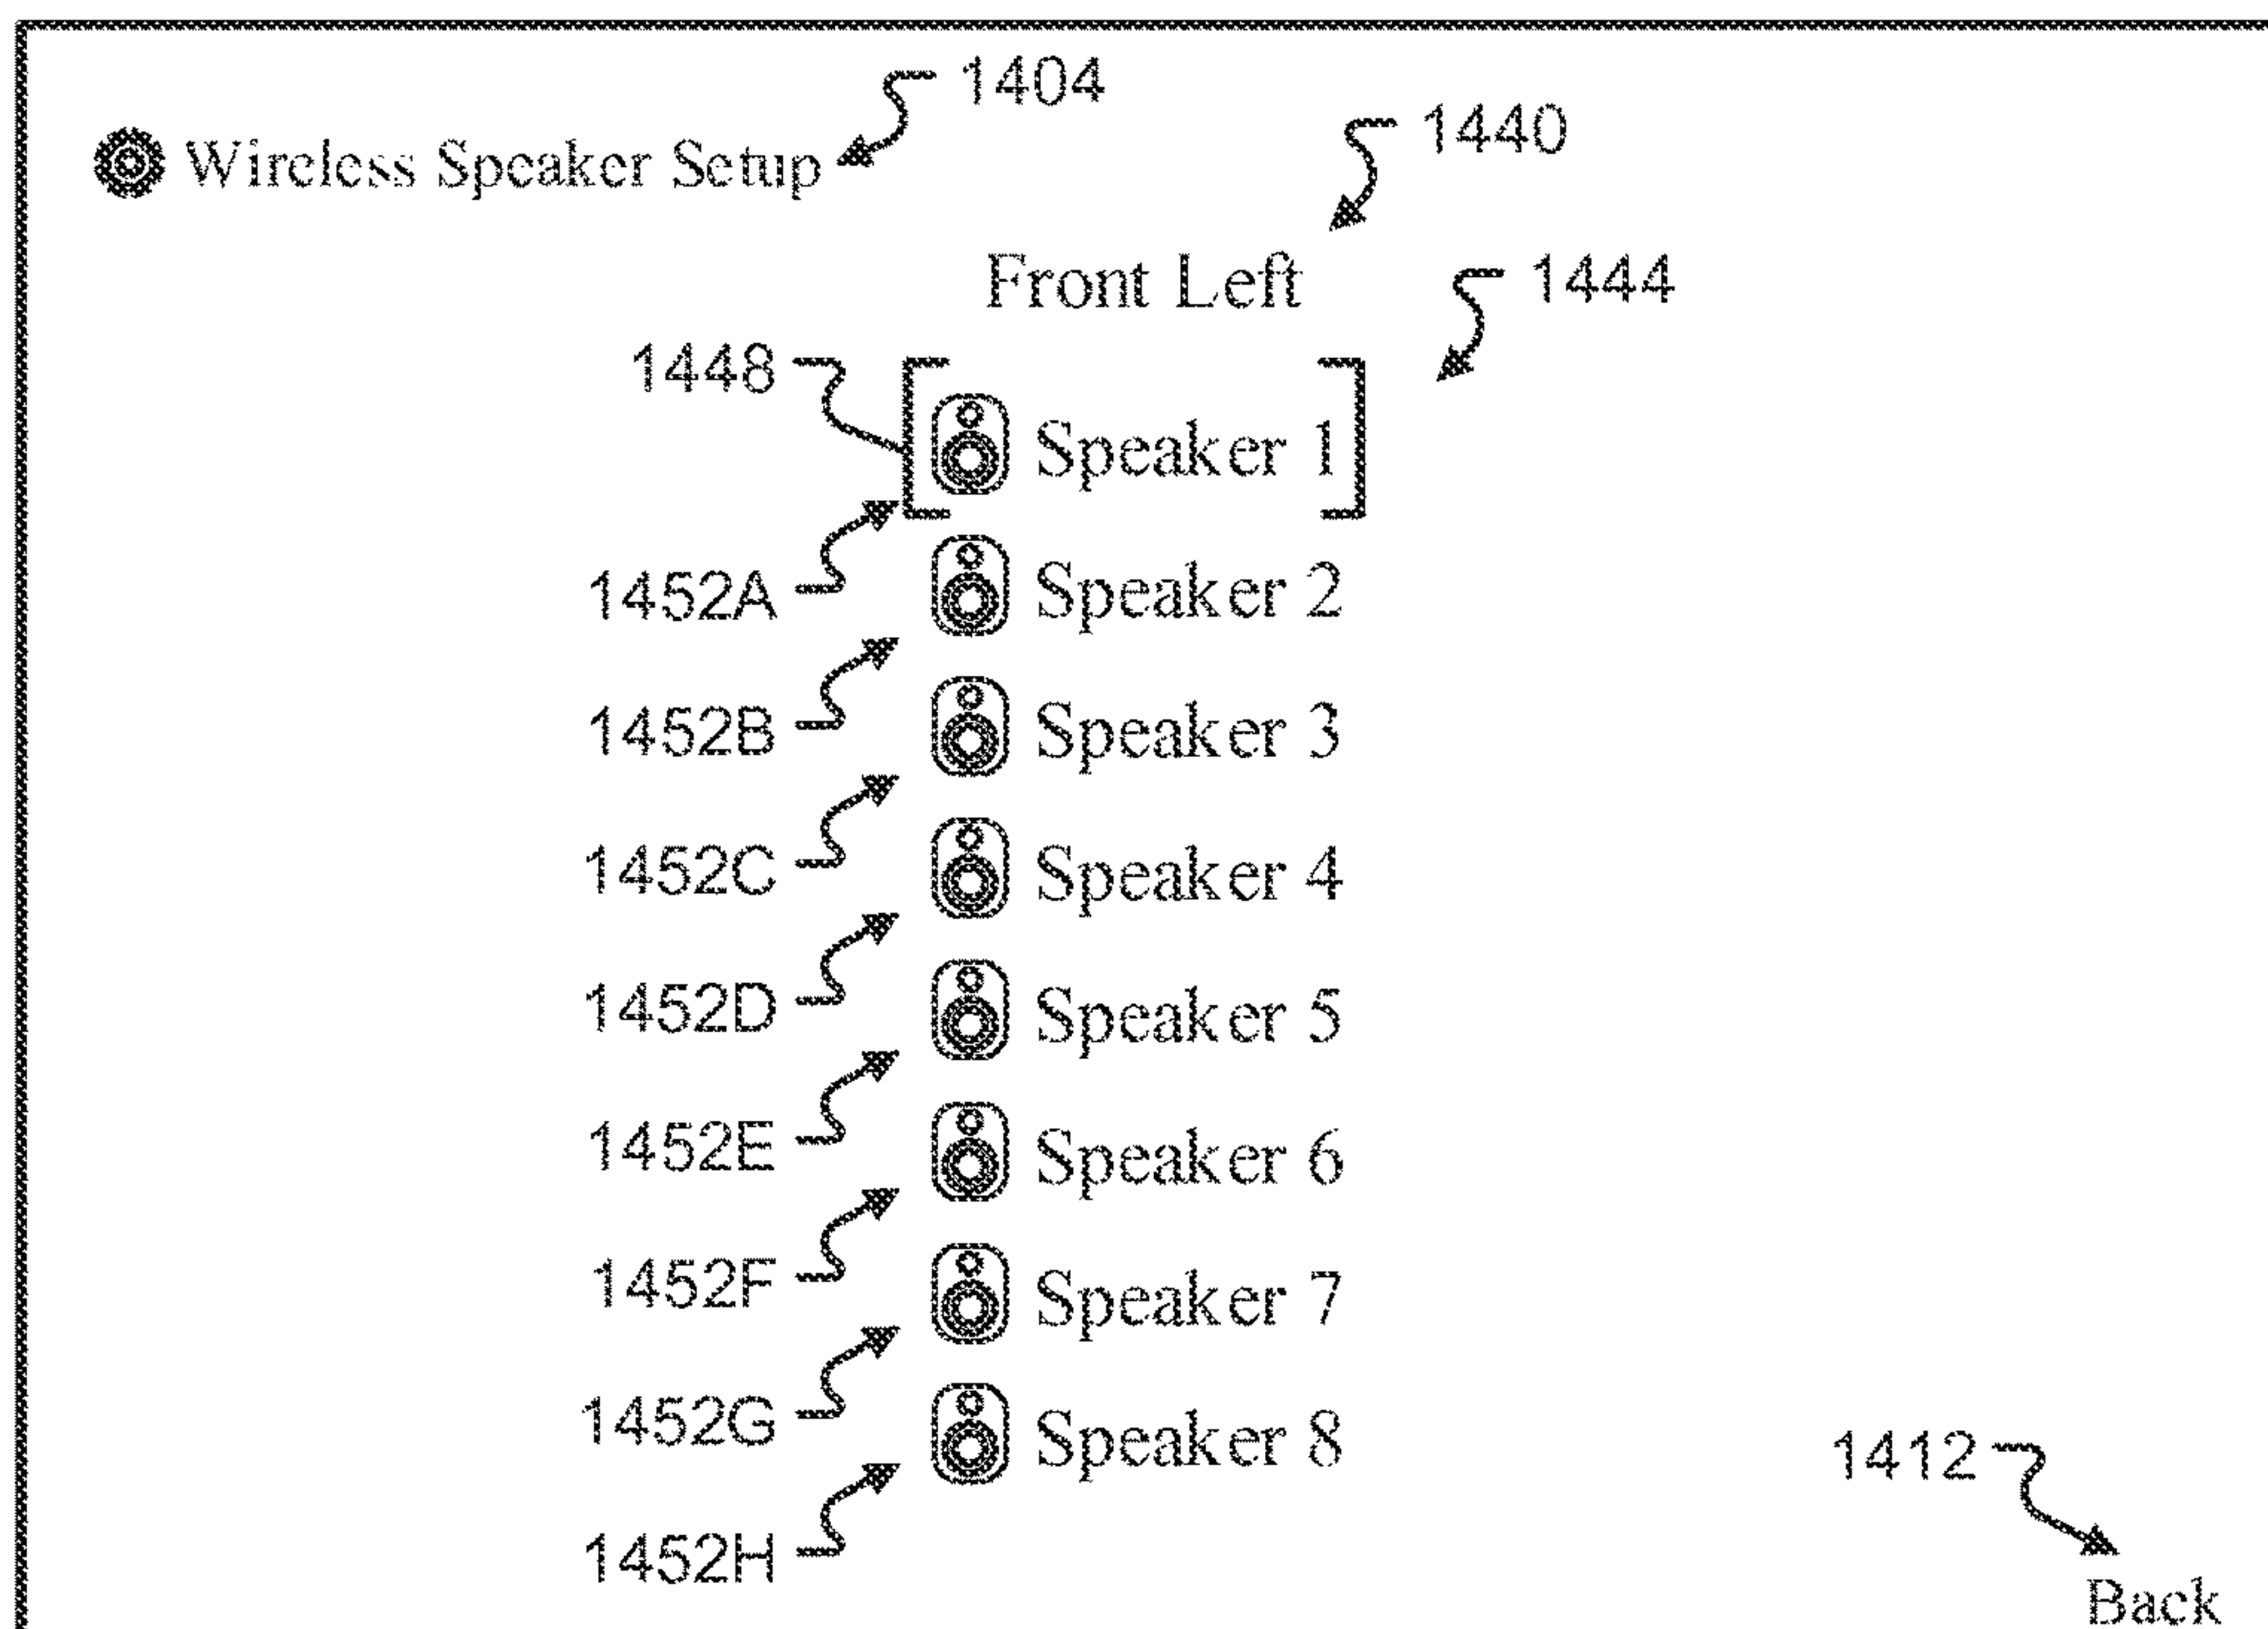 1404
Wireless Speaker Setup
1440
Front Left
1444
1448
Speaker 1
1452A
Speaker 2
1452B
Speaker 3
1452C
Speaker 4
1452D
Speaker 5
1452E
Speaker 6
1452F
Speaker 7
1452G
Speaker 8
1412
1452H
Back